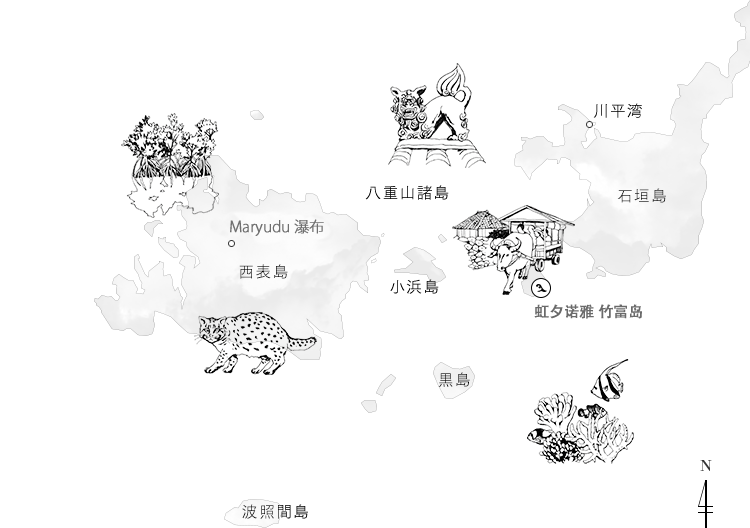 川平湾
八重山諸島
石垣島
Maryudu 瀑布
西表島
小浜島
虹夕诺雅 竹富岛
黒島
N
波照間島